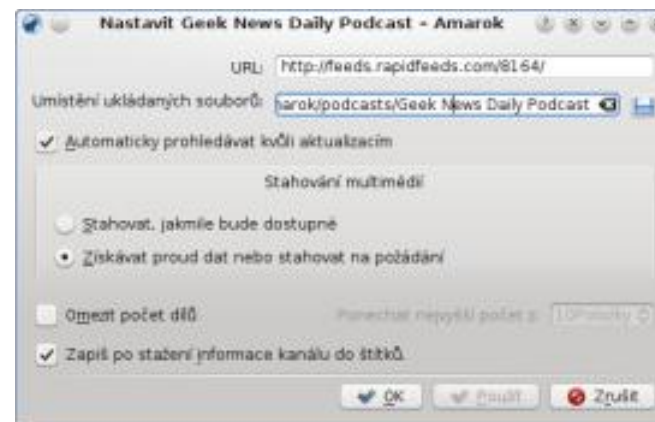 Nastavit Geek News Daily Podcast - Amarok
URL: http://feeds.rapidfeeds.com/8164/
Umístění ukládaných souborů: arok/podcasts/Geek News Daily Podcast
Automaticky prohledávat kvůli aktualizacím
Stahování multimédií
Stahovat, jakmile bude dostupné
Získávat proud dat nebo stahovat na požádání
Omezit počet dílů Ponechat nejvyšší počet
Zapiš po stažení informace kanálu do štítků
OK Použít Zrušit